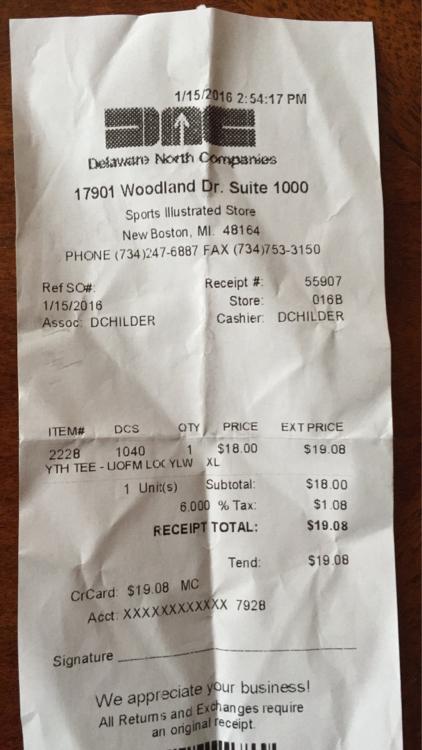 1/15/2016 2:54:17 PM
Delaware North Companies
17901 Woodland Dr. Suite 1000
Sports Illustrated Store
New Boston, MI. 48164
PHONE (734)247-6887 FAX (734)753-3150
Ref SO#: Receipt #: 55907
1/15/2016 Store: 016B
Assoc: DCHILDER Cashier: DCHILDER
ITEM# DCS QTY PRICE EXT PRICE
2228 1040 1 $18.00 $19.08
YTH TEE - UOFM LOC YLW XL
1 Unit(s) Subtotal: $18.00
6.000 % Tax: $1.08
RECEIPT TOTAL: $19.08
Tend: $19.08
CrCard: $19.08 MC
Acct: XXXXXXXXXXXX 7928
Signature
We appreciate your business!
All Returns and Exchanges require
an original receipt.